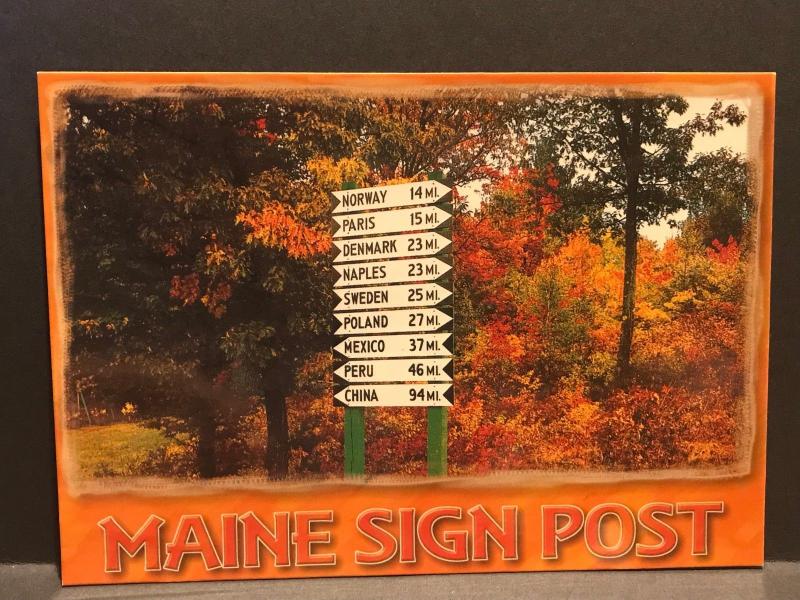 NORWAY 14 MI.
PARIS 15 MI.
DENMARK 23 MI.
NAPLES 23 MI.
SWEDEN 25 MI.
POLAND 27 MI.
MEXICO 37 MI.
PERU 46 MI.
CHINA 94 MI.
MAINE SIGN POST